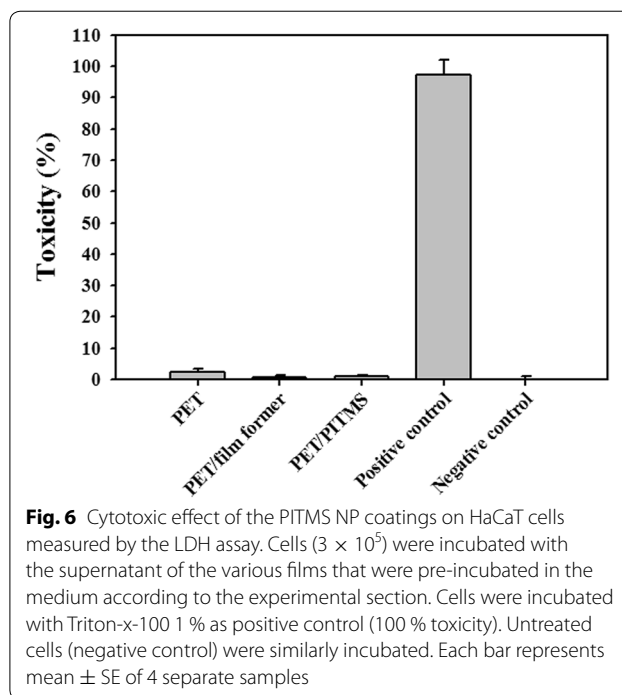 110
100
90
80
70
60
50
40
30
20
10
0
Toxicity (%)
PET
PET/film former
PET/PITMS
Positive control
Negative control
Fig. 6 Cytotoxic effect of the PITMS NP coatings on HaCaT cells
measured by the LDH assay. Cells (3 × 10⁵) were incubated with
the supernatant of the various films that were pre-incubated in the
medium according to the experimental section. Cells were incubated
with Triton-x-100 1 % as positive control (100 % toxicity). Untreated
cells (negative control) were similarly incubated. Each bar represents
mean ± SE of 4 separate samples